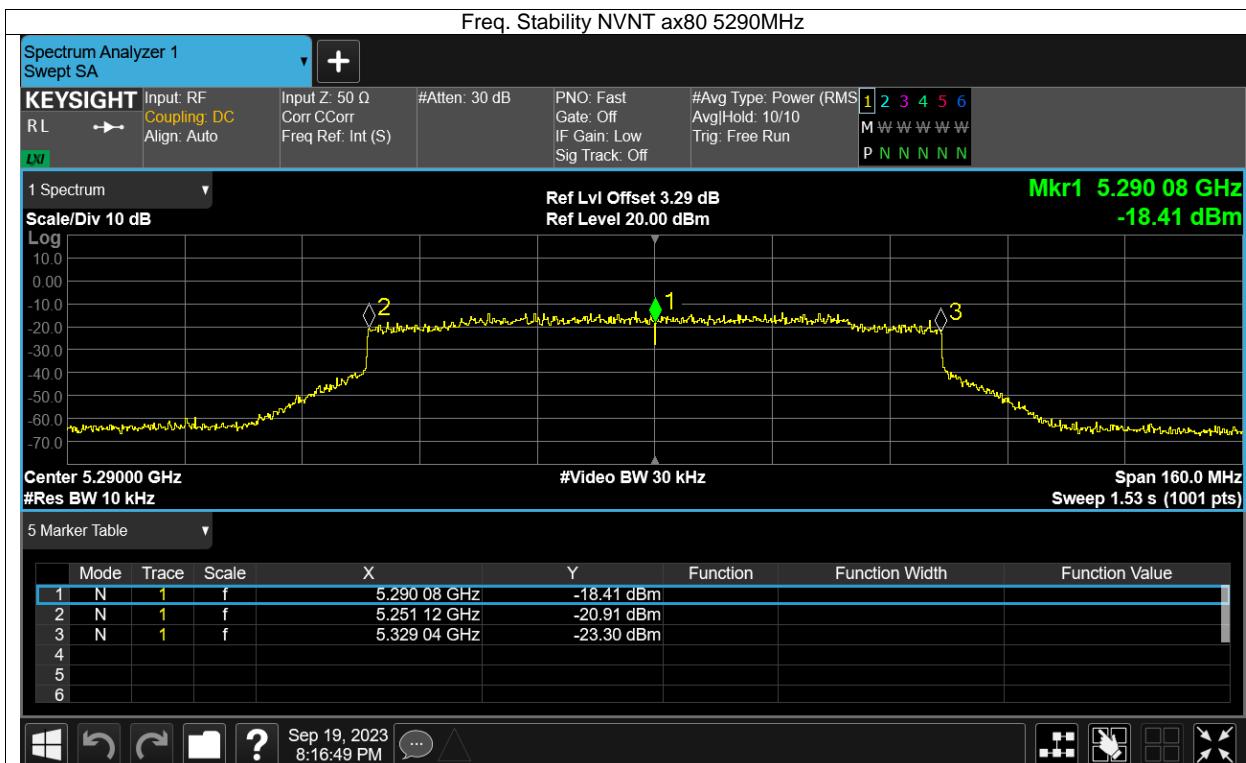 Freq. Stability NVNT ax80 5290MHz
Spectrum Analyzer 1
Swept SA
KEYSIGHT
RL
LXI
Input: RF
Coupling: DC
Align: Auto
Input Z: 50 Ω
Corr CCorr
Freq Ref: Int (S)
#Atten: 30 dB
PNO: Fast
Gate: Off
IF Gain: Low
Sig Track: Off
#Avg Type: Power (RMS
Avg|Hold: 10/10
Trig: Free Run
1 2 3 4 5 6
M W W W W W
P N N N N N
1 Spectrum
Scale/Div 10 dB
Ref Lvl Offset 3.29 dB
Ref Level 20.00 dBm
Mkr1 5.290 08 GHz
-18.41 dBm
Log
10.0
0.00
-10.0
-20.0
-30.0
-40.0
-50.0
-60.0
-70.0
2
1
3
Center 5.29000 GHz
#Video BW 30 kHz
Span 160.0 MHz
#Res BW 10 kHz
Sweep 1.53 s (1001 pts)
5 Marker Table
Mode Trace Scale X Y Function Function Width Function Value
1 N 1 f 5.290 08 GHz -18.41 dBm
2 N 1 f 5.251 12 GHz -20.91 dBm
3 N 1 f 5.329 04 GHz -23.30 dBm
4
5
6
?
Sep 19, 2023
8:16:49 PM